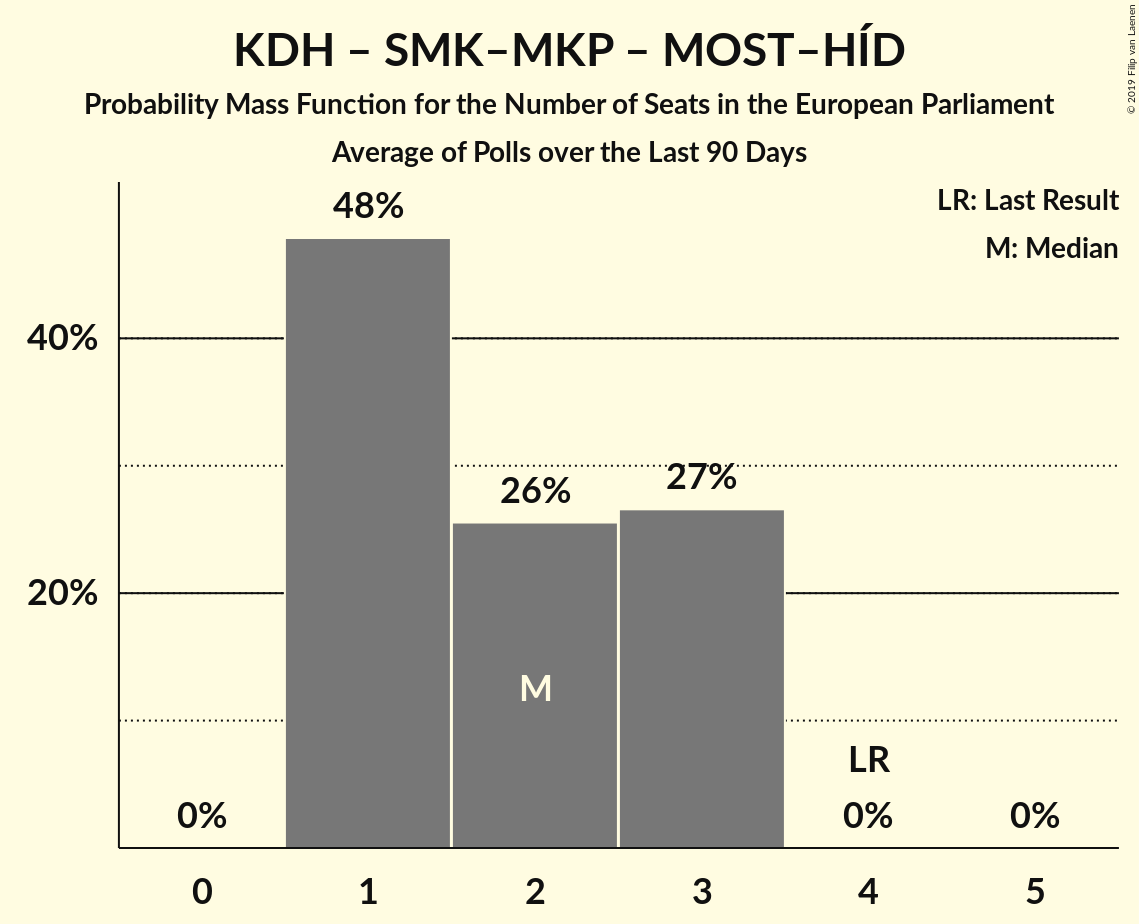 KDH – SMK–MKP – MOST–HÍD
Probability Mass Function for the Number of Seats in the European Parliament
Average of Polls over the Last 90 Days
© 2019 Filip van Laenen
LR: Last Result
M: Median
48%
40%
27%
26%
20%
M
LR
0%
0%
0%
0 1 2 3 4 5